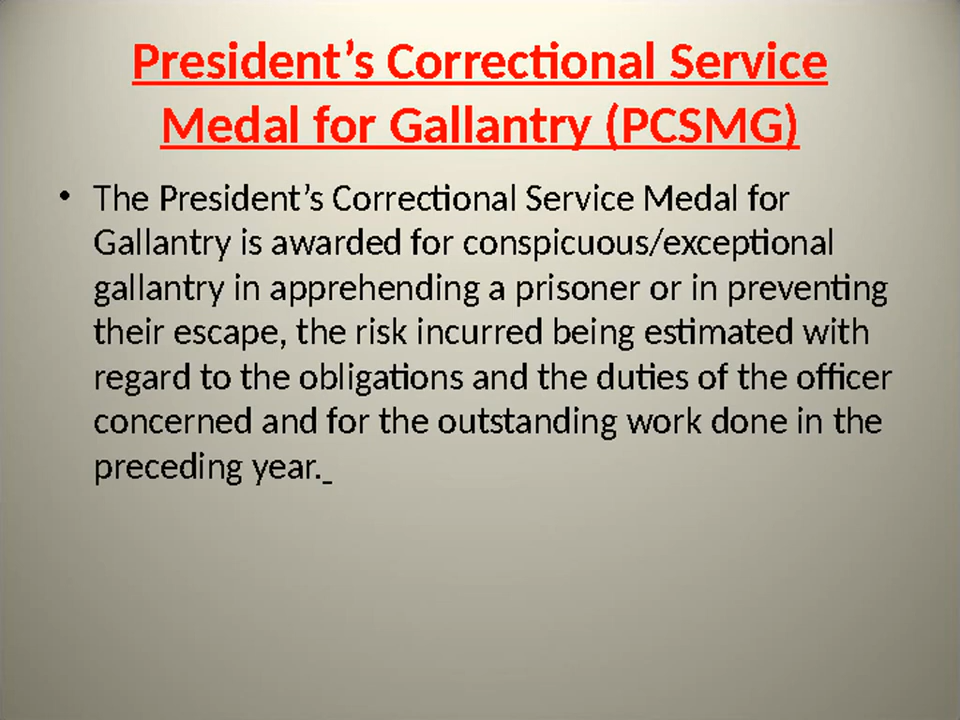 President’s Correctional Service
Medal for Gallantry (PCSMG)
• The President’s Correctional Service Medal for
Gallantry is awarded for conspicuous/exceptional
gallantry in apprehending a prisoner or in preventing
their escape, the risk incurred being estimated with
regard to the obligations and the duties of the officer
concerned and for the outstanding work done in the
preceding year.